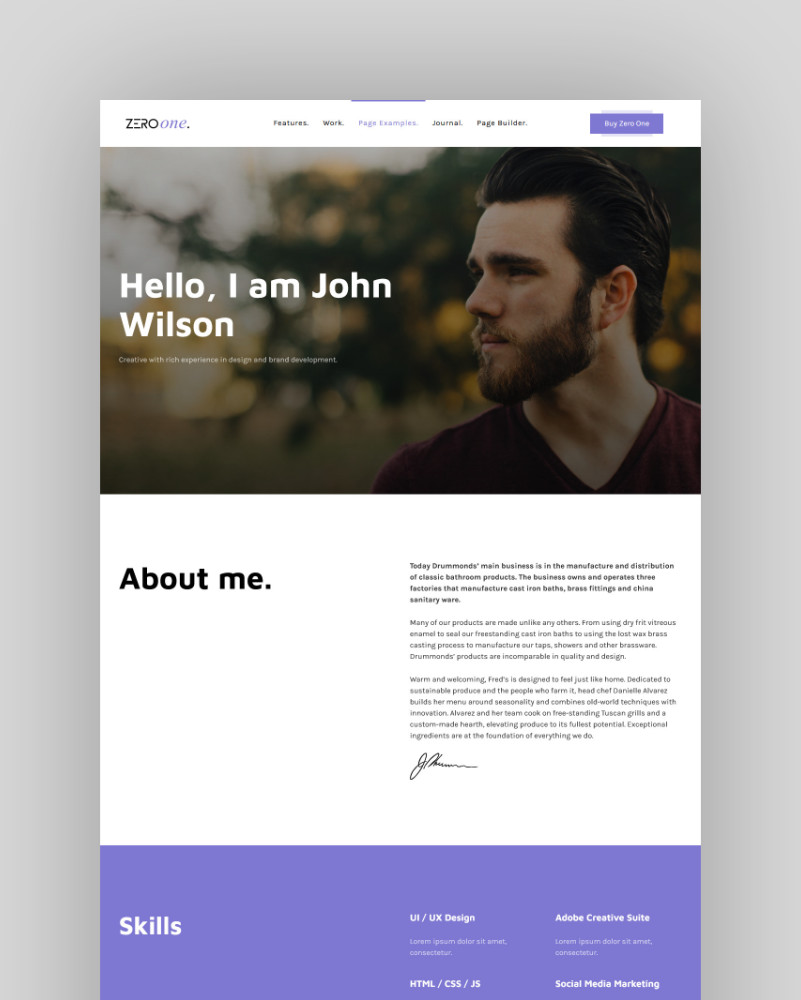 ZERO one.
Features. Work. Page Examples. Journal. Page Builder.
Buy Zero One
Hello, I am John
Wilson
Creative with rich experience in design and brand development.
About me.
Today Drummonds' main business is in the manufacture and distribution
of classic bathroom products. The business owns and operates three
factories that manufacture cast iron baths, brass fittings and china
sanitary ware.
Many of our products are made unlike any others. From using dry frit vitreous
enamel to seal our freestanding cast iron baths to using the lost wax brass
casting process to manufacture our taps, showers and other brassware.
Drummonds' products are incomparable in quality and design.
Warm and welcoming, Fred's is designed to feel just like home. Dedicated to
sustainable produce and the people who farm it, head chef Danielle Alvarez
builds her menu around seasonality and combines old-world techniques with
innovation. Alvarez and her team cook on free-standing Tuscan grills and a
custom-made hearth, elevating produce to its fullest potential. Exceptional
ingredients are at the foundation of everything we do.
Skills
UI / UX Design
Lorem ipsum dolor sit amet,
consectetur.
Adobe Creative Suite
Lorem ipsum dolor sit amet,
consectetur.
HTML / CSS / JS
Social Media Marketing